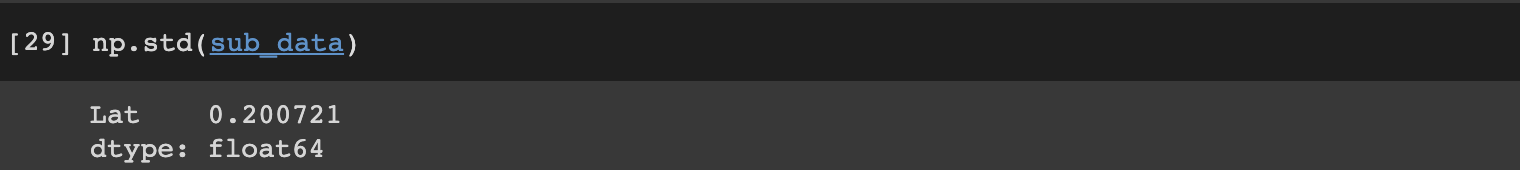 [29] np.std(sub_data)
Lat 0.200721
dtype: float64